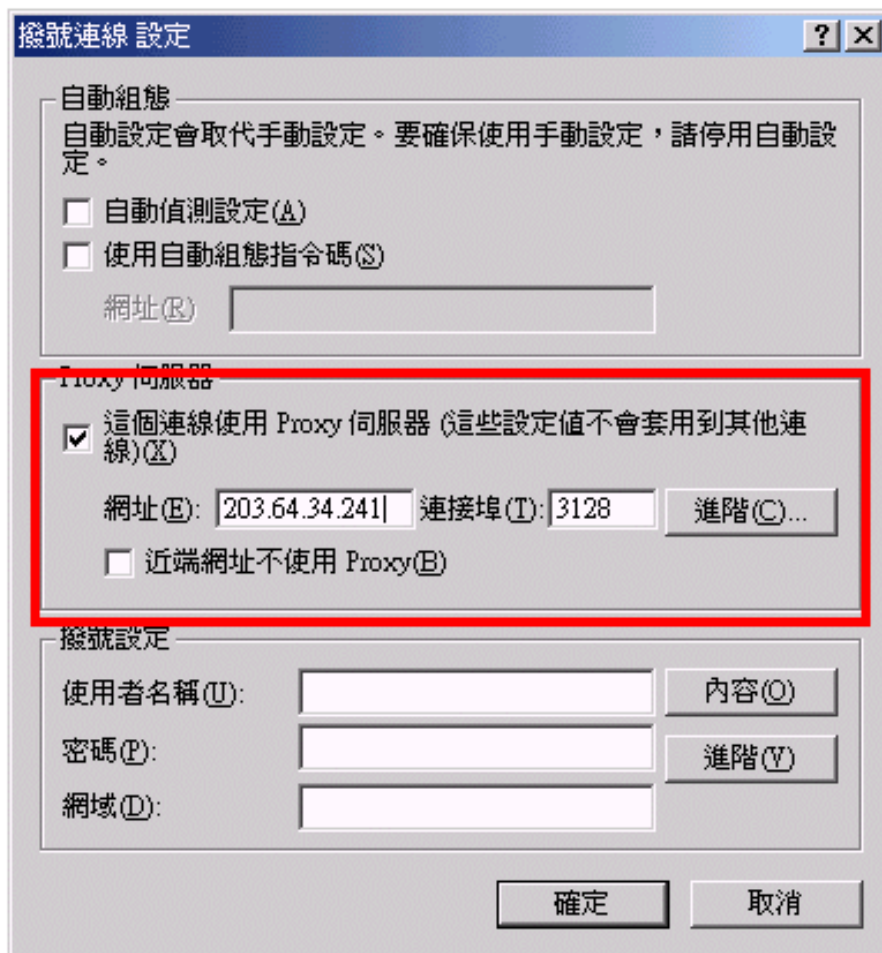 撥號連線 設定
自動組態
自動設定會取代手動設定。要確保使用手動設定，請停用自動設
定。
自動偵測設定(A)
使用自動組態指令碼(S)
網址(R)
Proxy 伺服器
這個連線使用 Proxy 伺服器 (這些設定值不會套用到其他連
線)(X)
網址(E): 203.64.34.241 連接埠(T): 3128 進階(C)...
近端網址不使用 Proxy(B)
撥號設定
使用者名稱(U): 內容(O)
密碼(P): 進階(V)
網域(D):
確定 取消